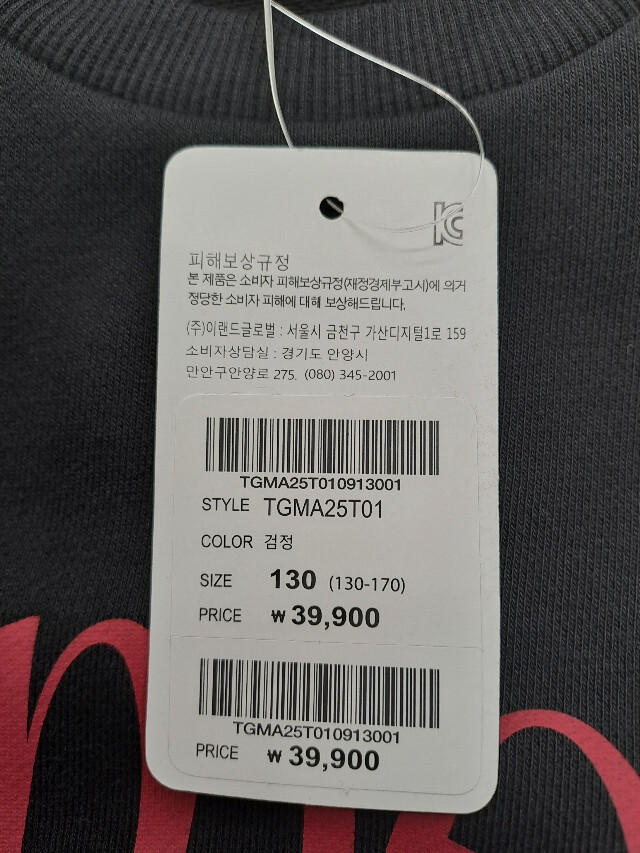 KC
피해보상규정
본 제품은 소비자 피해보상규정(재정경제부고시)에 의거
정당한 소비자 피해에 대해 보상해드립니다.
(주)이랜드글로벌 : 서울시 금천구 가산디지털1로 159
소비자상담실 : 경기도 안양시
만안구안양로 275, (080) 345-2001
TGMA25T010913001
STYLE TGMA25T01
COLOR 검정
SIZE 130 (130-170)
PRICE ₩ 39,900
TGMA25T010913001
PRICE ₩ 39,900